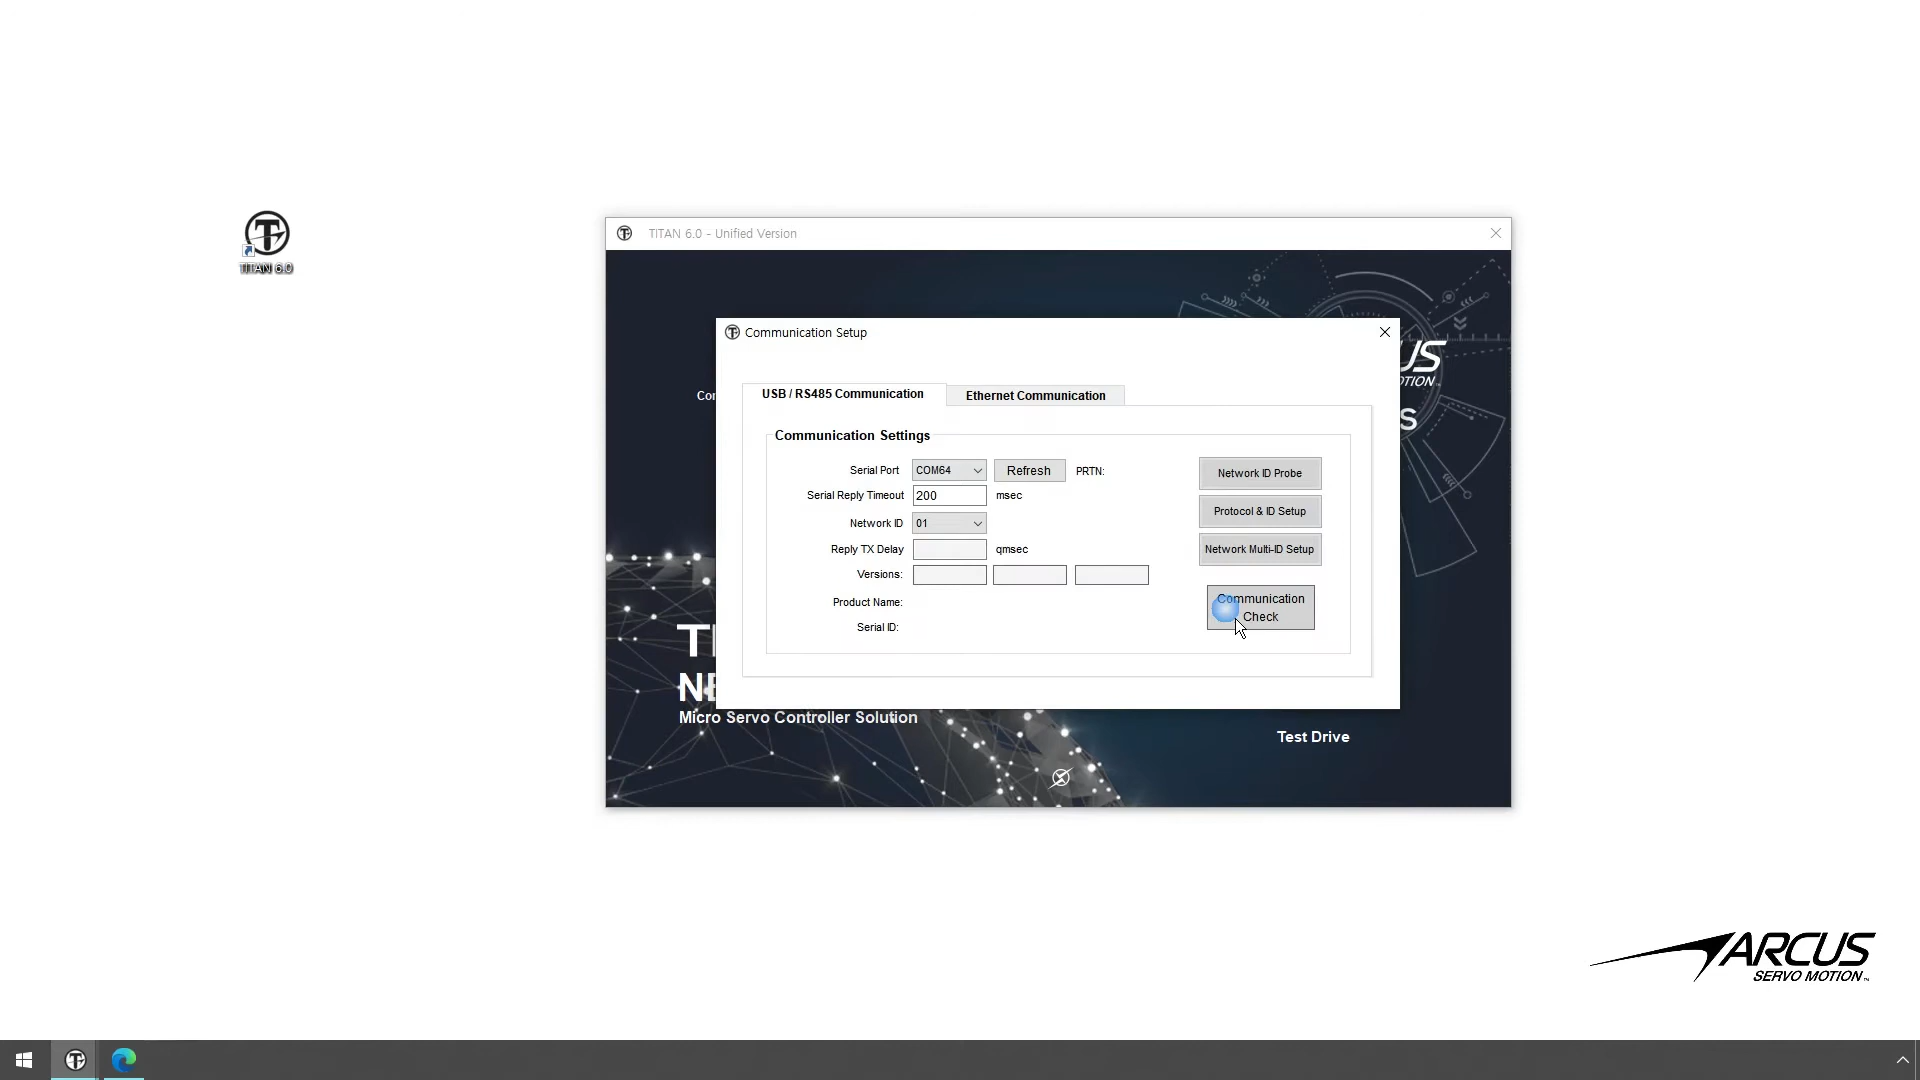 TITAN 6.0
TITAN 6.0 - Unified Version
Communication Setup
USB / RS485 Communication
Ethernet Communication
Communication Settings
Serial Port
COM64
Refresh
PRTN:
Serial Reply Timeout
200
msec
Network ID
01
Reply TX Delay
qmsec
Versions:
Product Name:
Serial ID:
Network ID Probe
Protocol & ID Setup
Network Multi-ID Setup
Communication
Check
Micro Servo Controller Solution
Test Drive
ARCUS
SERVO MOTION™